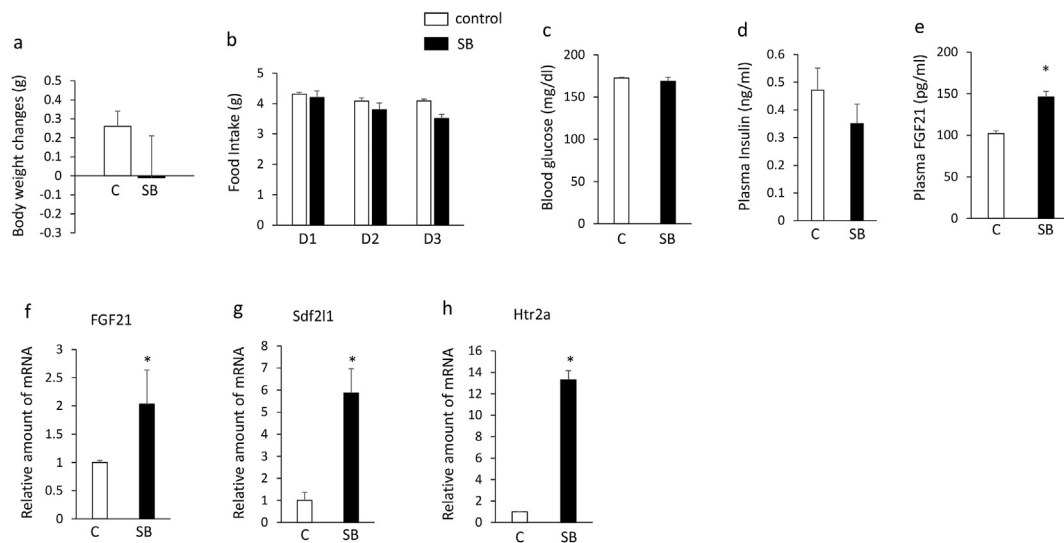 control
SB
a
Body weight changes (g)
0.5
0.4
0.3
0.2
0.1
0
-0.1
-0.2
-0.3
C SB
b
Food Intake (g)
5
4
3
2
1
0
D1 D2 D3
c
Blood glucose (mg/dl)
200
150
100
50
0
C SB
d
Plasma Insulin (ng/ml)
0.6
0.5
0.4
0.3
0.2
0.1
0
C SB
e
Plasma FGF21 (pg/ml)
200
150
100
50
0
*
C SB
f
FGF21
Relative amount of mRNA
3
2.5
2
1.5
1
0.5
0
*
C SB
g
Sdf2l1
Relative amount of mRNA
8
7
6
5
4
3
2
1
0
*
C SB
h
Htr2a
Relative amount of mRNA
16
14
12
10
8
6
4
2
0
*
C SB